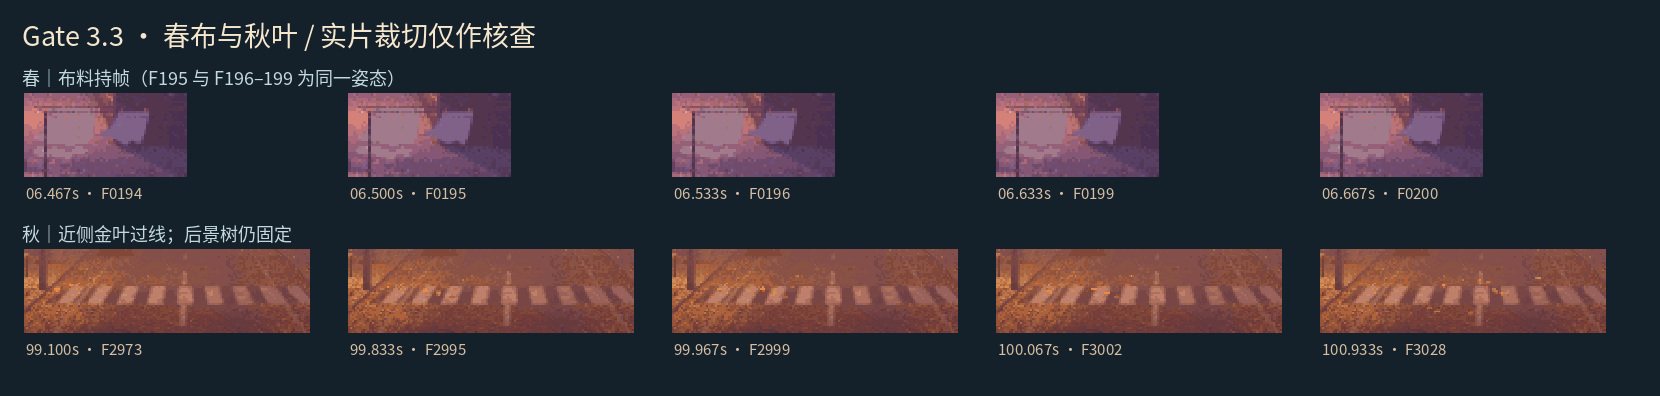 Gate 3.3 · 春布与秋叶 / 实片裁切仅作核查
春｜布料持帧（F195 与 F196–199 为同一姿态）
06.467s · F0194
06.500s · F0195
06.533s · F0196
06.633s · F0199
06.667s · F0200
秋｜近侧金叶过线；后景树仍固定
99.100s · F2973
99.833s · F2995
99.967s · F2999
100.067s · F3002
100.933s · F3028